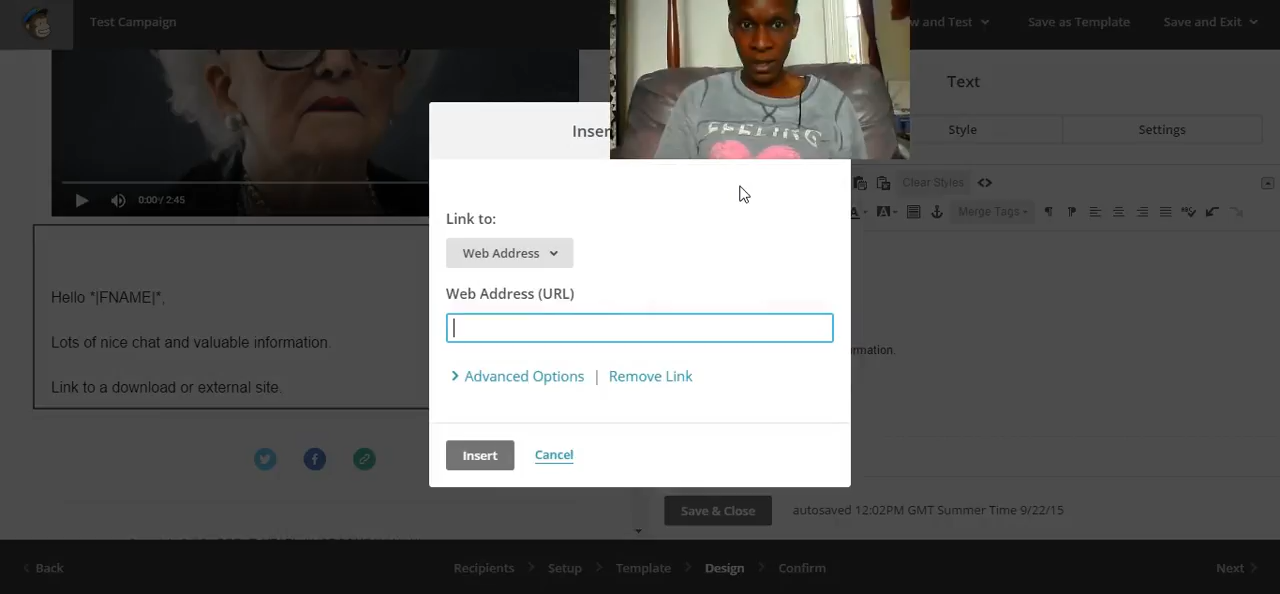 Test Campaign
w and Test
Save as Template
Save and Exit
Text
Style
Settings
FEELING
Clear Styles
Merge Tags
0:00 / 2:45
Link to:
Web Address
Web Address (URL)
Advanced Options | Remove Link
Insert
Cancel
Hello *|FNAME|*,
Lots of nice chat and valuable information.
Link to a download or external site.
rmation.
Save & Close
autosaved 12:02PM GMT Summer Time 9/22/15
Back
Recipients
Setup
Template
Design
Confirm
Next